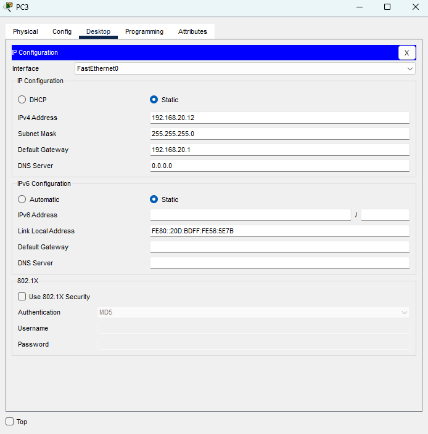 PC3
Physical Config Desktop Programming Attributes
IP Configuration X
Interface FastEthernet0
IP Configuration
DHCP Static
IPv4 Address 192.168.20.12
Subnet Mask 255.255.255.0
Default Gateway 192.168.20.1
DNS Server 0.0.0.0
IPv6 Configuration
Automatic Static
IPv6 Address /
Link Local Address FE80::20D:BDFF:FE58:5E7B
Default Gateway
DNS Server
802.1X
Use 802.1X Security
Authentication MD5
Username
Password
Top